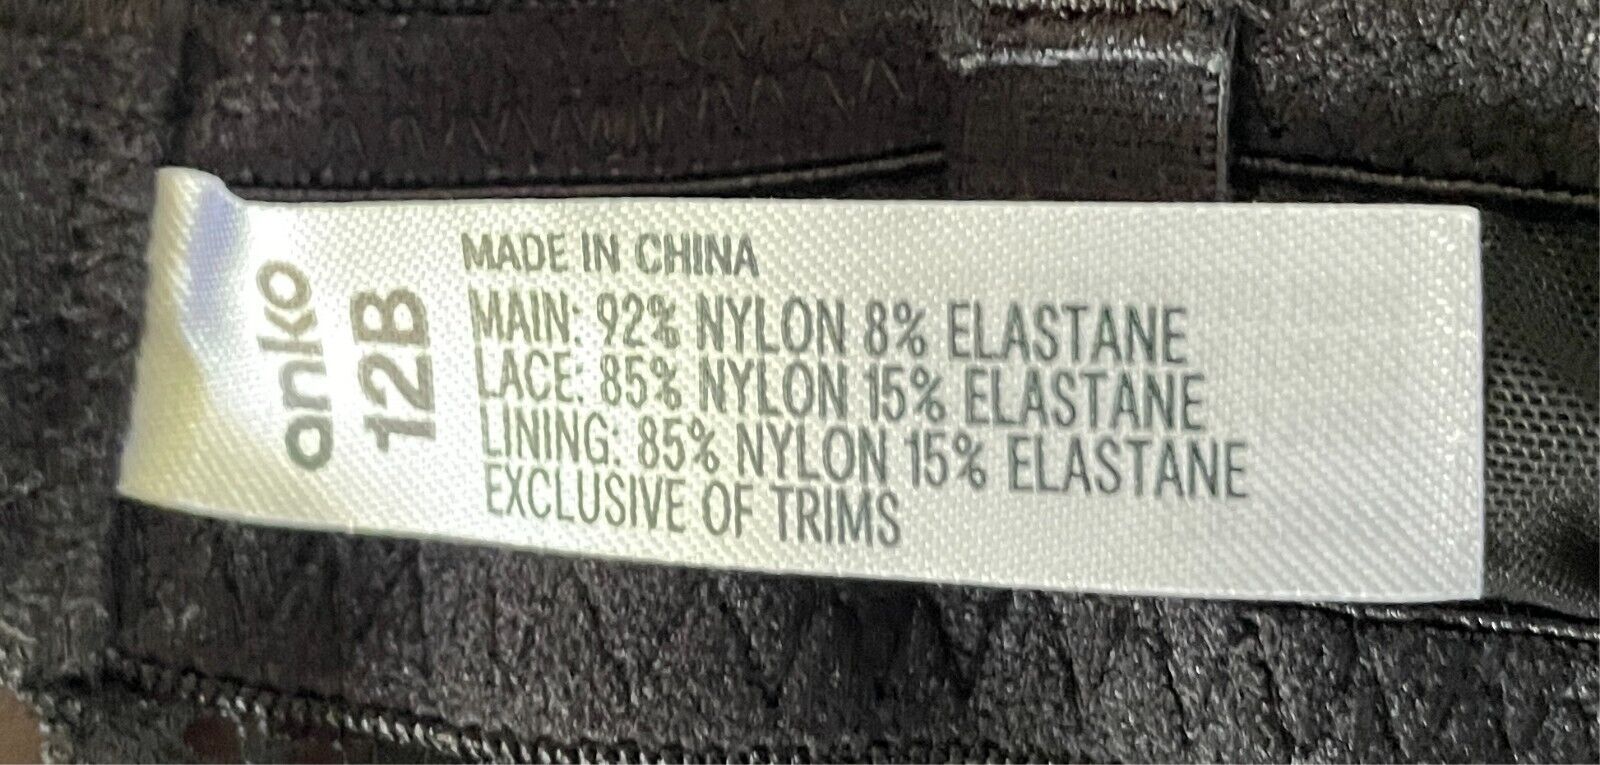 anko
12B
MADE IN CHINA
MAIN: 92% NYLON 8% ELASTANE
LACE: 85% NYLON 15% ELASTANE
LINING: 85% NYLON 15% ELASTANE
EXCLUSIVE OF TRIMS